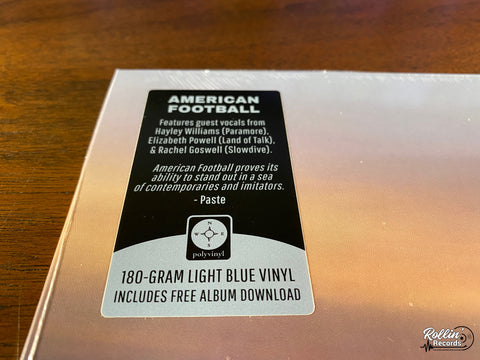 AMERICAN
FOOTBALL
Features guest vocals from
Hayley Williams (Paramore),
Elizabeth Powell (Land of Talk),
& Rachel Goswell (Slowdive).
American Football proves its
ability to stand out in a sea
of contemporaries and imitators.
- Paste
N
W E
S
polyvinyl
180-GRAM LIGHT BLUE VINYL
INCLUDES FREE ALBUM DOWNLOAD
Rollin'
Records